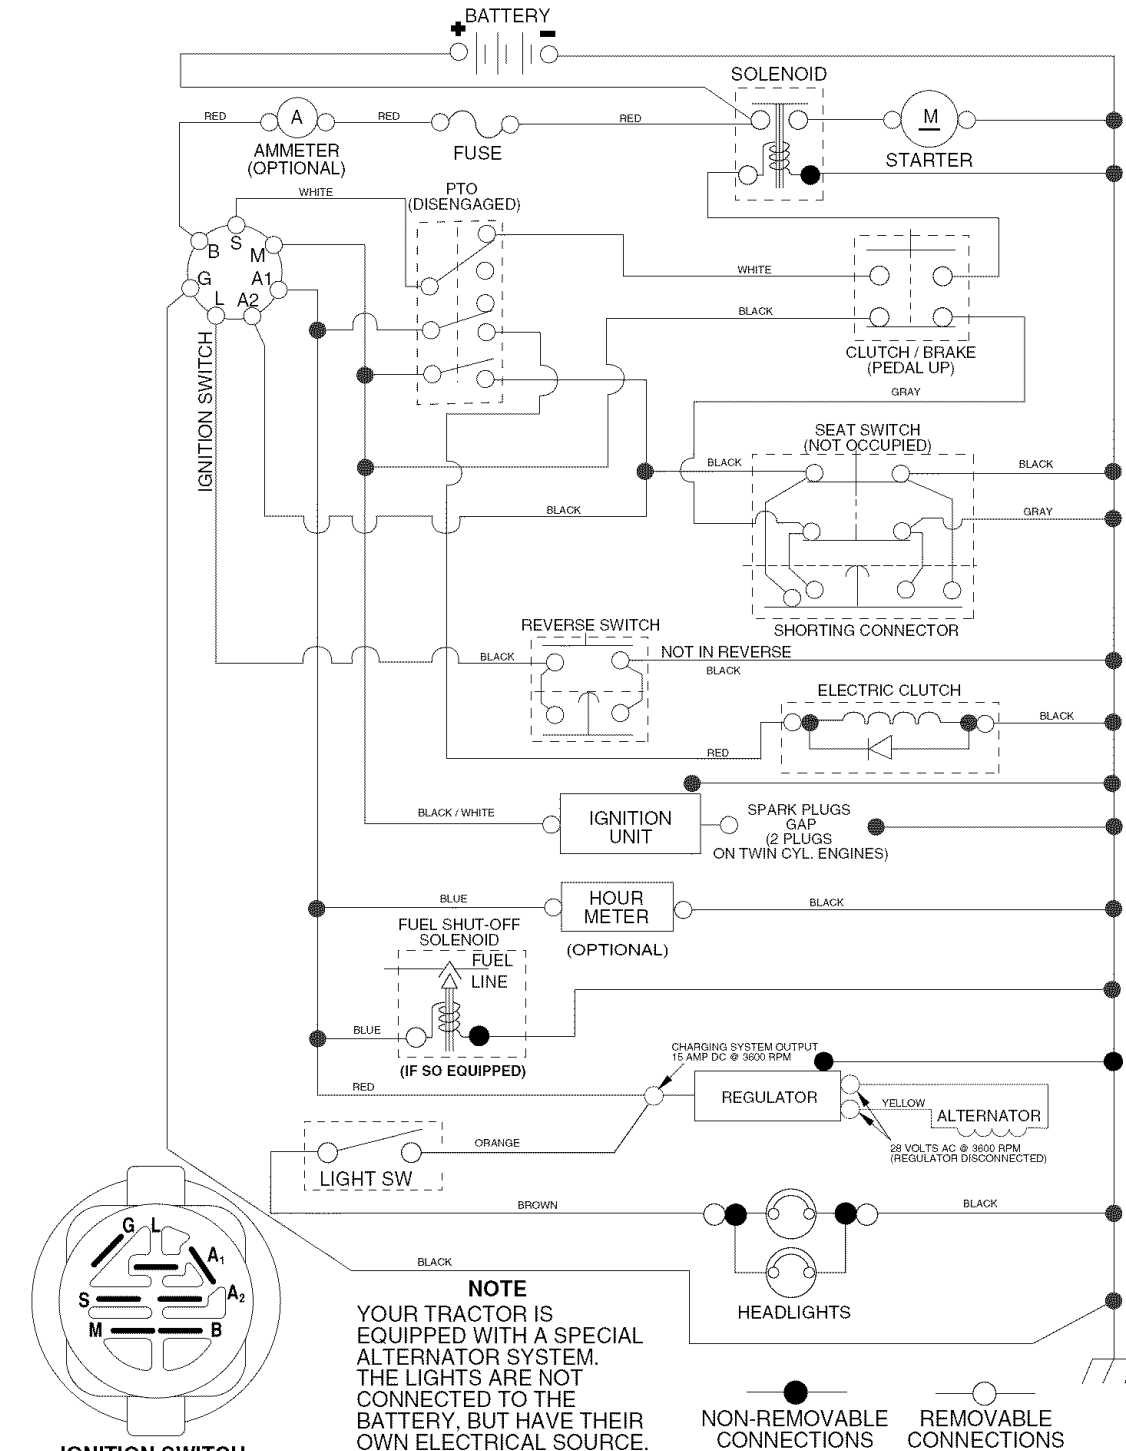 BATTERY
+
-
SOLENOID
RED
A
RED
RED
M
AMMETER
(OPTIONAL)
FUSE
STARTER
WHITE
PTO
(DISENGAGED)
B
S
M
G
A1
L
A2
WHITE
BLACK
IGNITION SWITCH
CLUTCH / BRAKE
(PEDAL UP)
GRAY
SEAT SWITCH
(NOT OCCUPIED)
BLACK
BLACK
BLACK
GRAY
SHORTING CONNECTOR
REVERSE SWITCH
BLACK
NOT IN REVERSE
BLACK
ELECTRIC CLUTCH
BLACK
RED
BLACK / WHITE
IGNITION
UNIT
SPARK PLUGS
GAP
(2 PLUGS
ON TWIN CYL. ENGINES)
BLUE
HOUR
METER
BLACK
(OPTIONAL)
FUEL SHUT-OFF
SOLENOID
FUEL
LINE
BLUE
(IF SO EQUIPPED)
CHARGING SYSTEM OUTPUT
15 AMP DC @ 3600 RPM
RED
REGULATOR
YELLOW
ALTERNATOR
28 VOLTS AC @ 3600 RPM
(REGULATOR DISCONNECTED)
ORANGE
LIGHT SW
BROWN
BLACK
BLACK
HEADLIGHTS
G
L
A1
S
A2
M
B
NOTE
YOUR TRACTOR IS
EQUIPPED WITH A SPECIAL
ALTERNATOR SYSTEM.
THE LIGHTS ARE NOT
CONNECTED TO THE
BATTERY, BUT HAVE THEIR
OWN ELECTRICAL SOURCE.
NON-REMOVABLE
CONNECTIONS
REMOVABLE
CONNECTIONS
IGNITION SWITCH